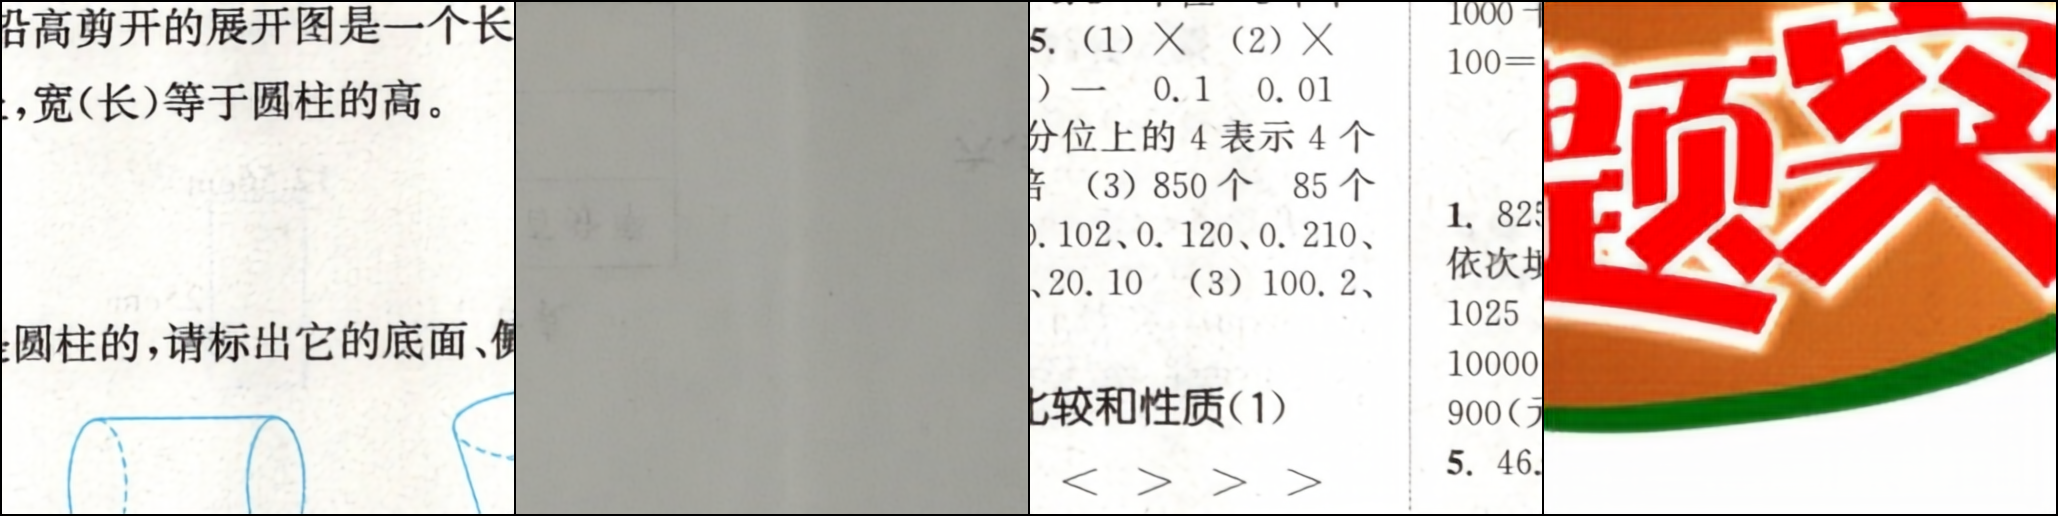 沿高剪开的展开图是一个长
,宽(长)等于圆柱的高。
圆柱的,请标出它的底面、侧
5. (1) × (2) ×
) 一 0.1 0.01
分位上的 4 表示 4 个
倍 (3) 850 个 85 个
0.102、0.120、0.210、
、20.10 (3) 100.2、
比较和性质(1)
< > > >
1000
100=
1. 825
依次填
1025
10000
900(元
5. 46.
题突